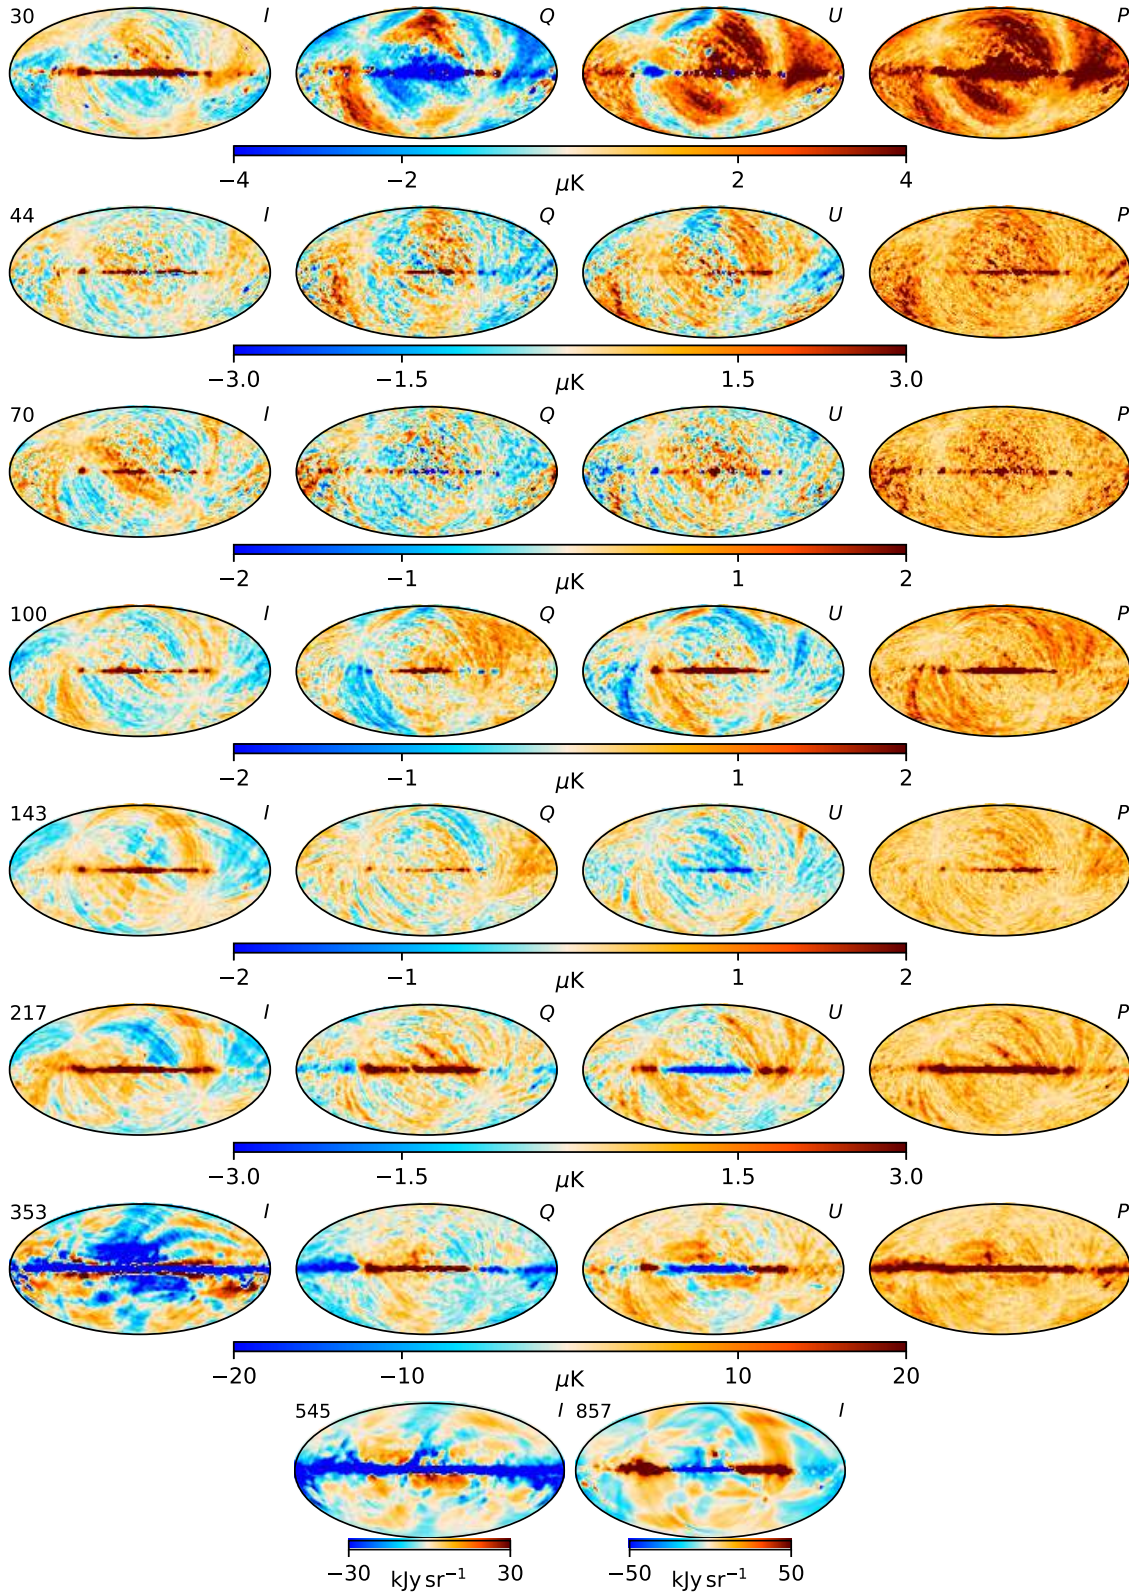 30 I Q U P
−4 −2 2 4
μK
44 I Q U P
−3.0 −1.5 1.5 3.0
μK
70 I Q U P
−2 −1 1 2
μK
100 I Q U P
−2 −1 1 2
μK
143 I Q U P
−2 −1 1 2
μK
217 I Q U P
−3.0 −1.5 1.5 3.0
μK
353 I Q U P
−20 −10 10 20
μK
545 I 857 I
−30 30 −50 50
kJy sr⁻¹ kJy sr⁻¹